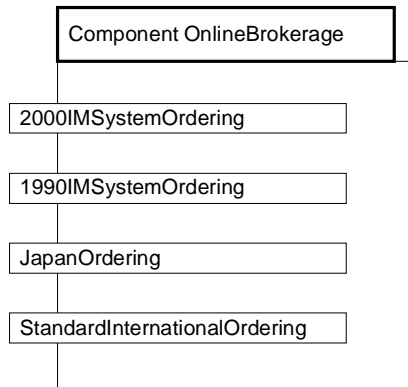 Component OnlineBrokerage
2000IMSystemOrdering
1990IMSystemOrdering
JapanOrdering
StandardInternationalOrdering